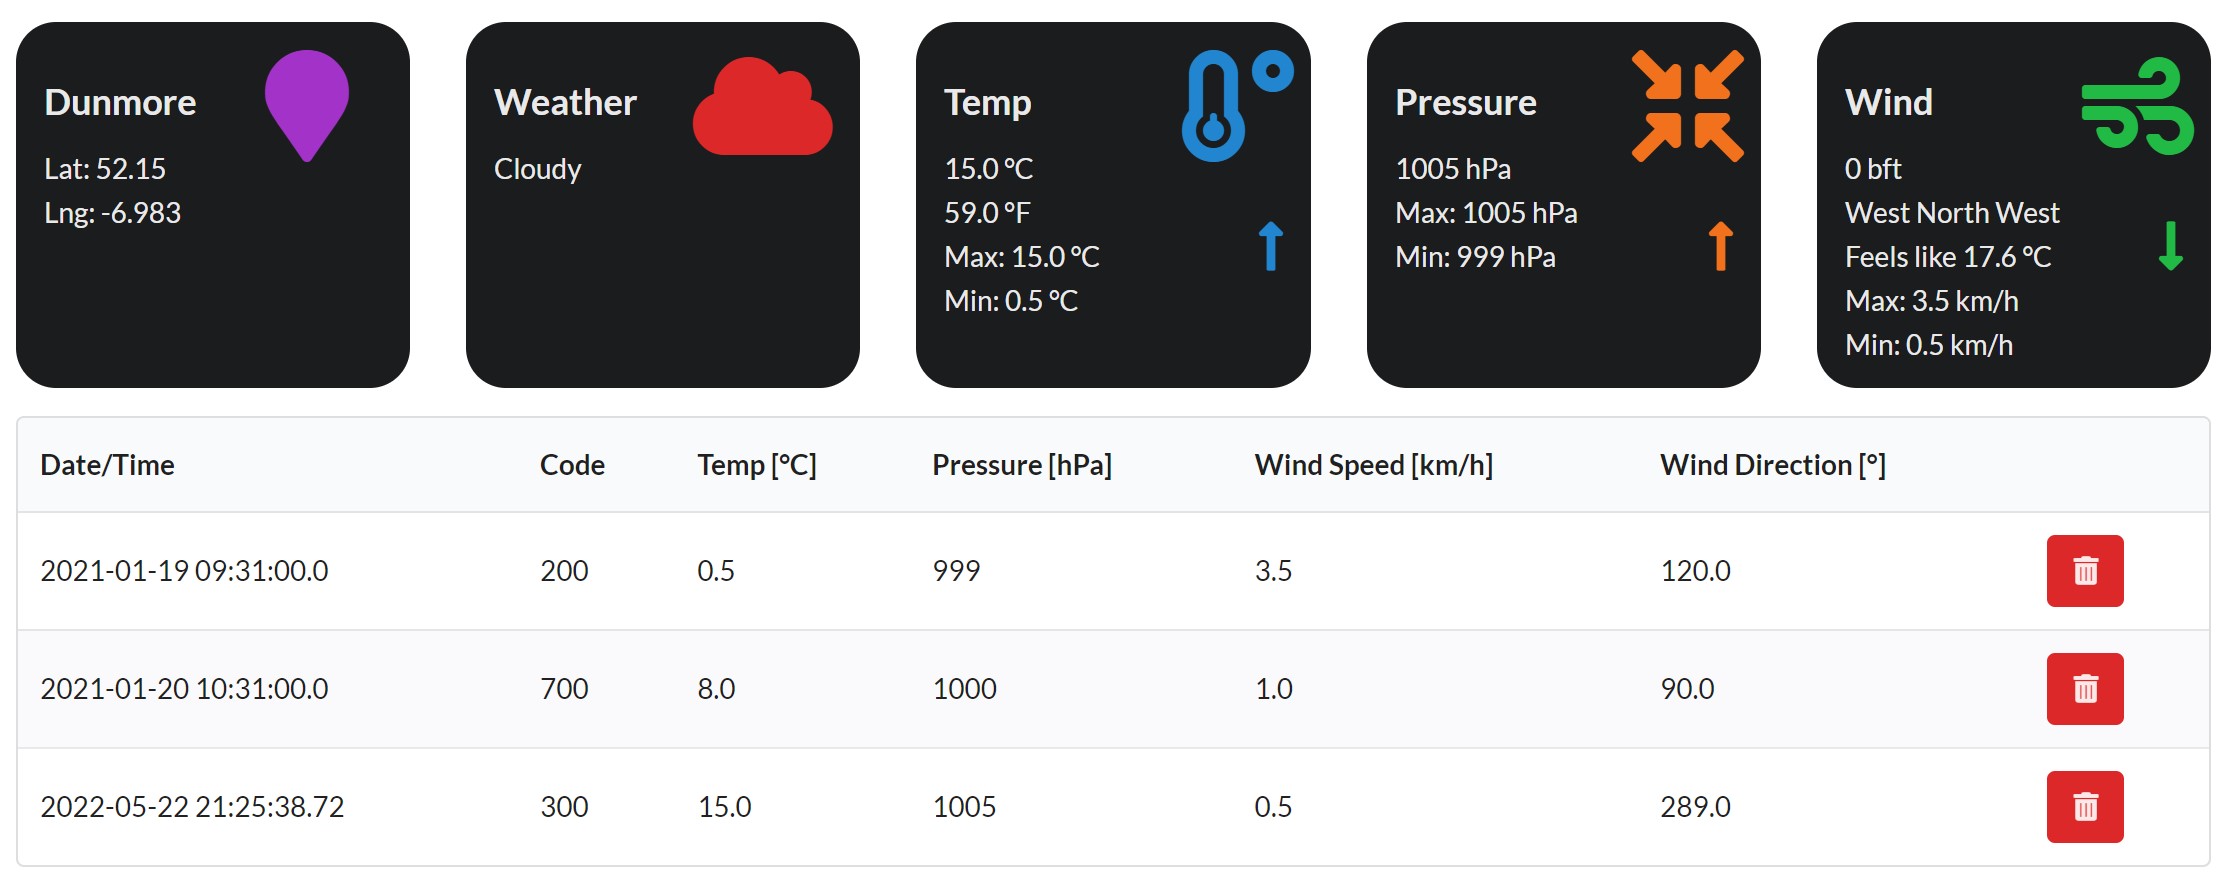 Dunmore
Lat: 52.15
Lng: -6.983
Weather
Cloudy
Temp
15.0 °C
59.0 °F
Max: 15.0 °C
Min: 0.5 °C
Pressure
1005 hPa
Max: 1005 hPa
Min: 999 hPa
Wind
0 bft
West North West
Feels like 17.6 °C
Max: 3.5 km/h
Min: 0.5 km/h
Date/Time Code Temp [°C] Pressure [hPa] Wind Speed [km/h] Wind Direction [°]
2021-01-19 09:31:00.0 200 0.5 999 3.5 120.0
2021-01-20 10:31:00.0 700 8.0 1000 1.0 90.0
2022-05-22 21:25:38.72 300 15.0 1005 0.5 289.0